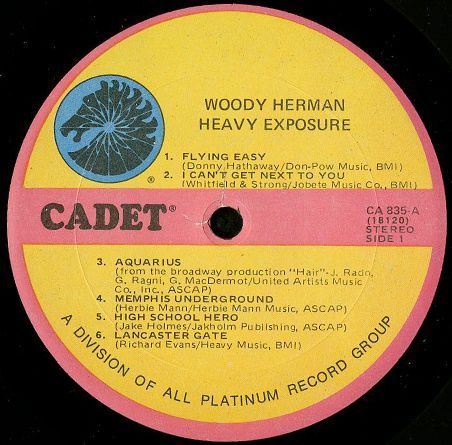 WOODY HERMAN
HEAVY EXPOSURE
1. FLYING EASY
(Donny Hathaway/Don-Pow Music, BMI)
2. I CAN'T GET NEXT TO YOU
(Whitfield & Strong/Jobete Music Co., BMI)
®
CADET®
CA 835-A
(18120)
STEREO
SIDE 1
3. AQUARIUS
(from the broadway production "Hair"-J. Rado,
G. Ragni, G. MacDermot/United Artists Music
Co., Inc., ASCAP)
4. MEMPHIS UNDERGROUND
(Herbie Mann/Herbie Mann Music, ASCAP)
5. HIGH SCHOOL HERO
(Jake Holmes/Jakholm Publishing, ASCAP)
6. LANCASTER GATE
(Richard Evans/Heavy Music, BMI)
A DIVISION OF ALL PLATINUM RECORD GROUP